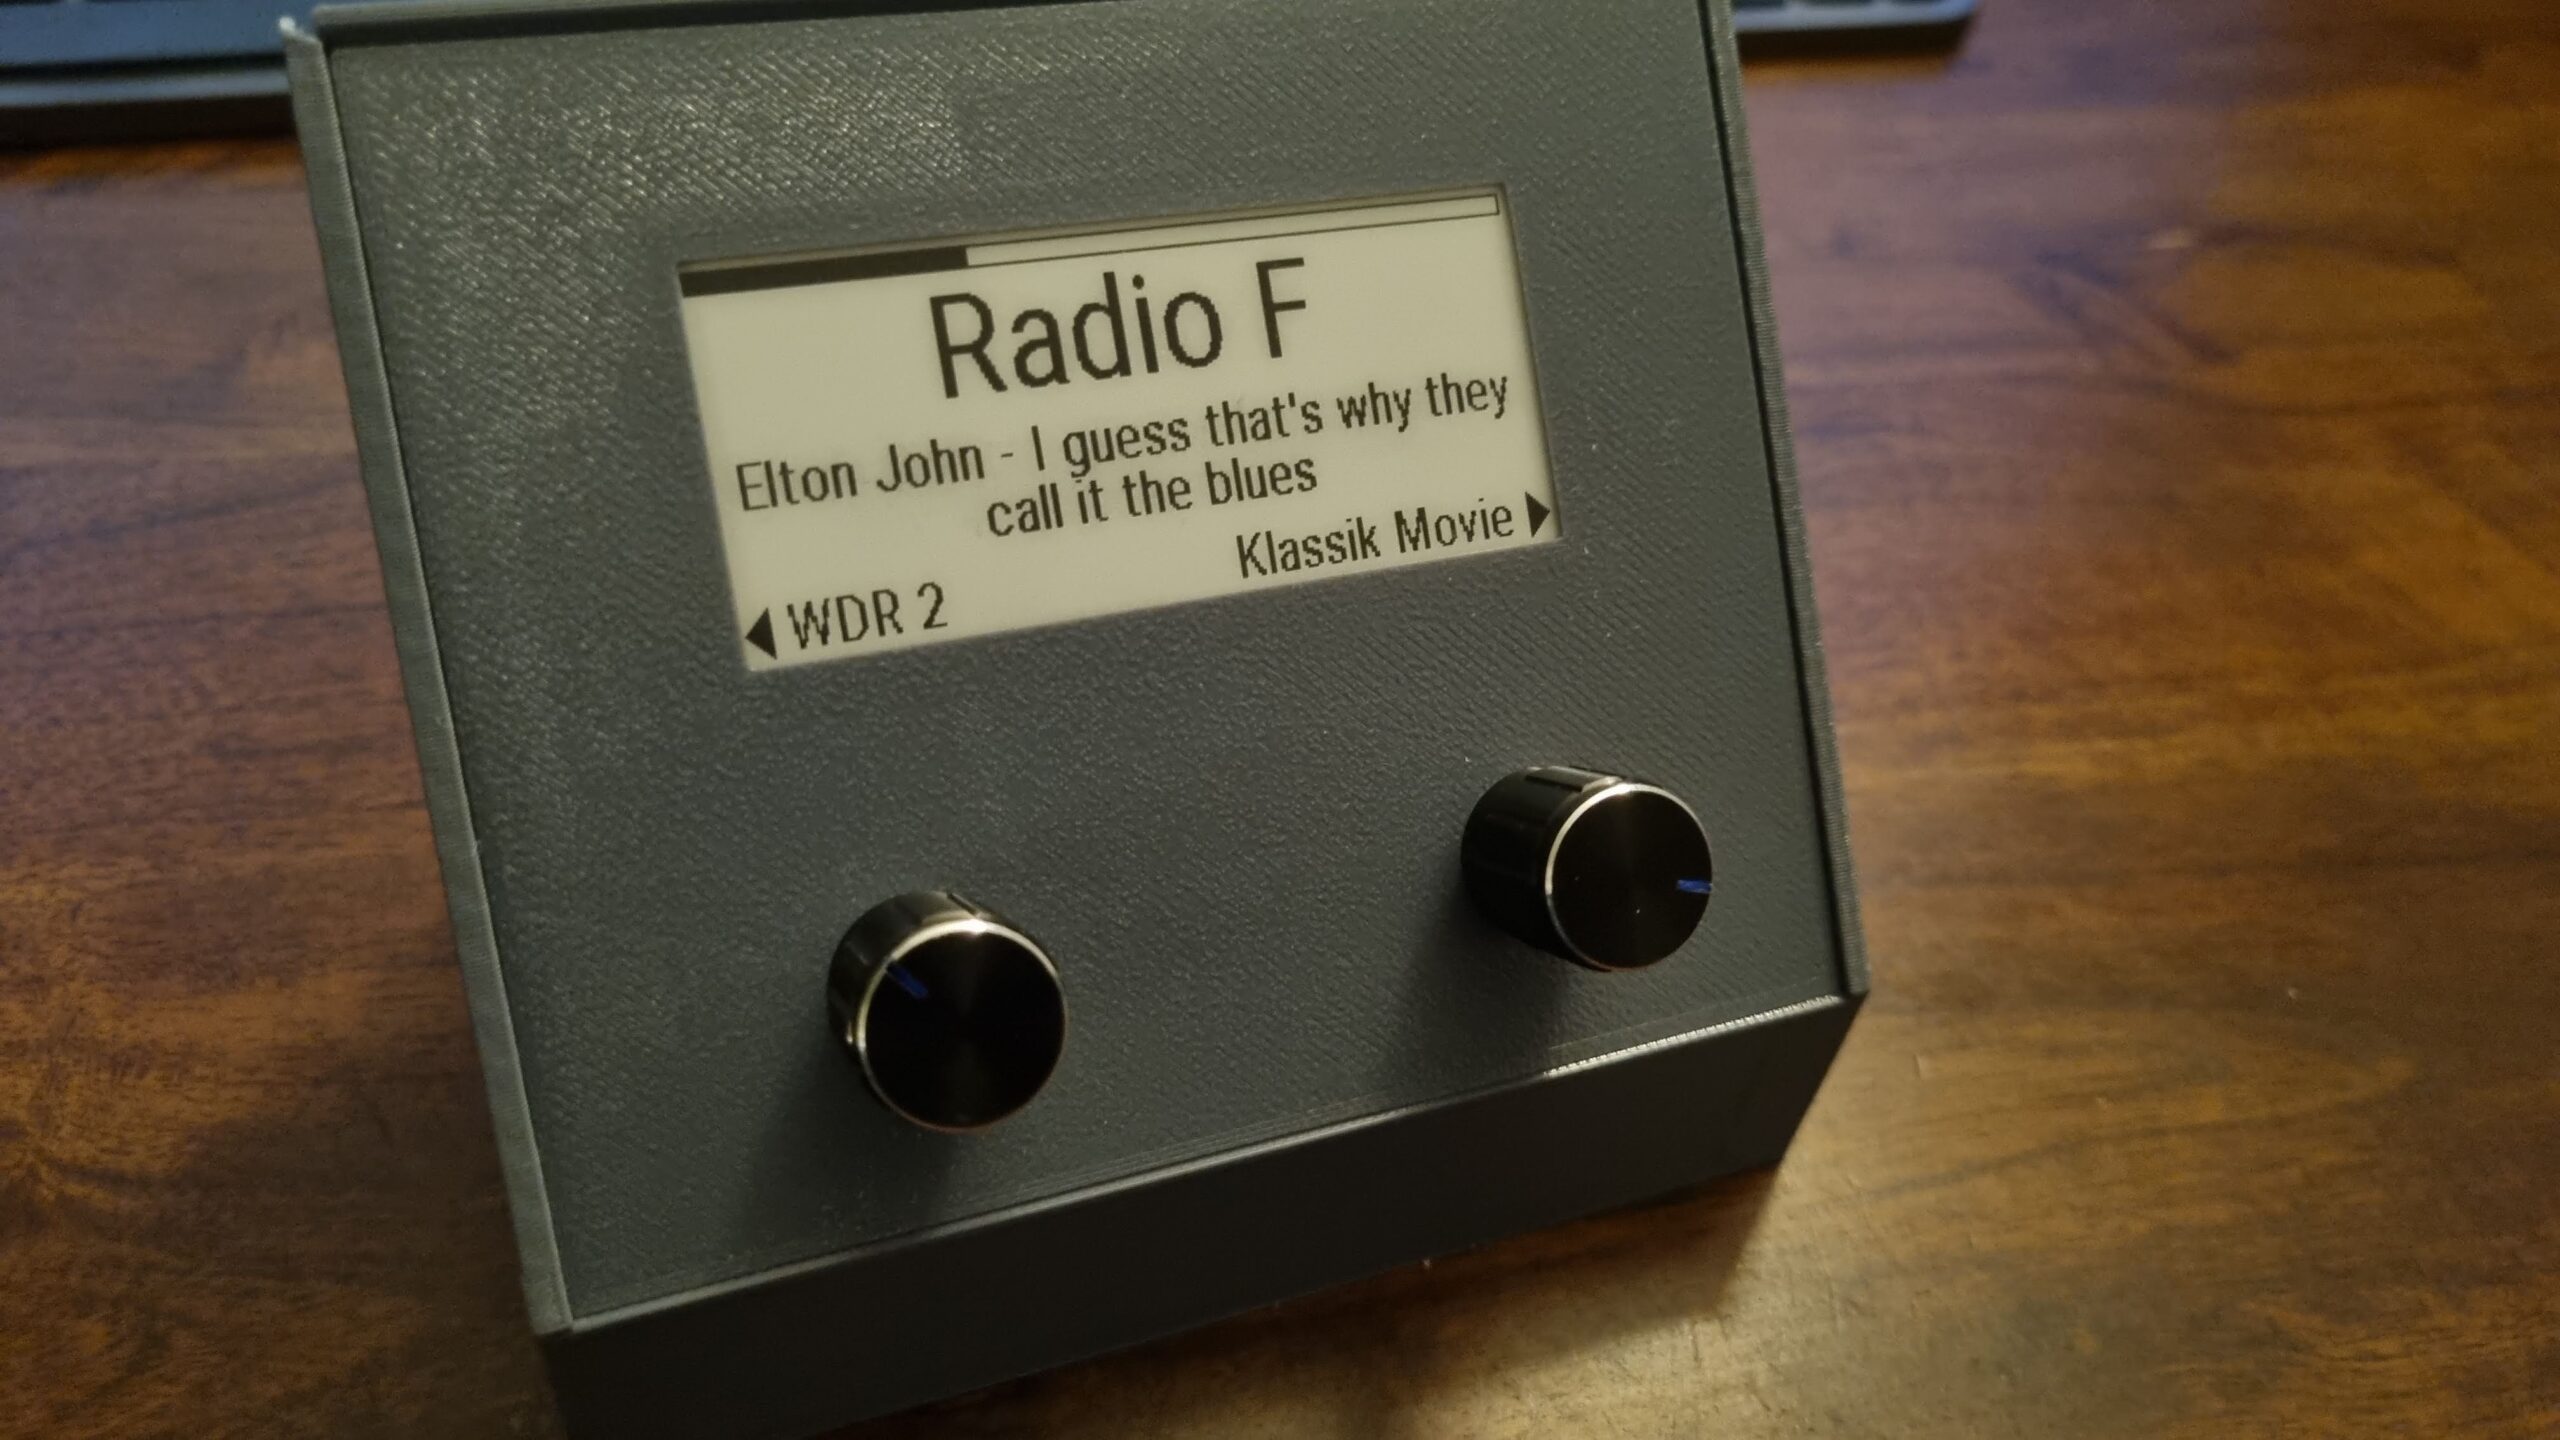 Radio F
Elton John - I guess that's why they
call it the blues
◀ WDR 2
Klassik Movie ▶